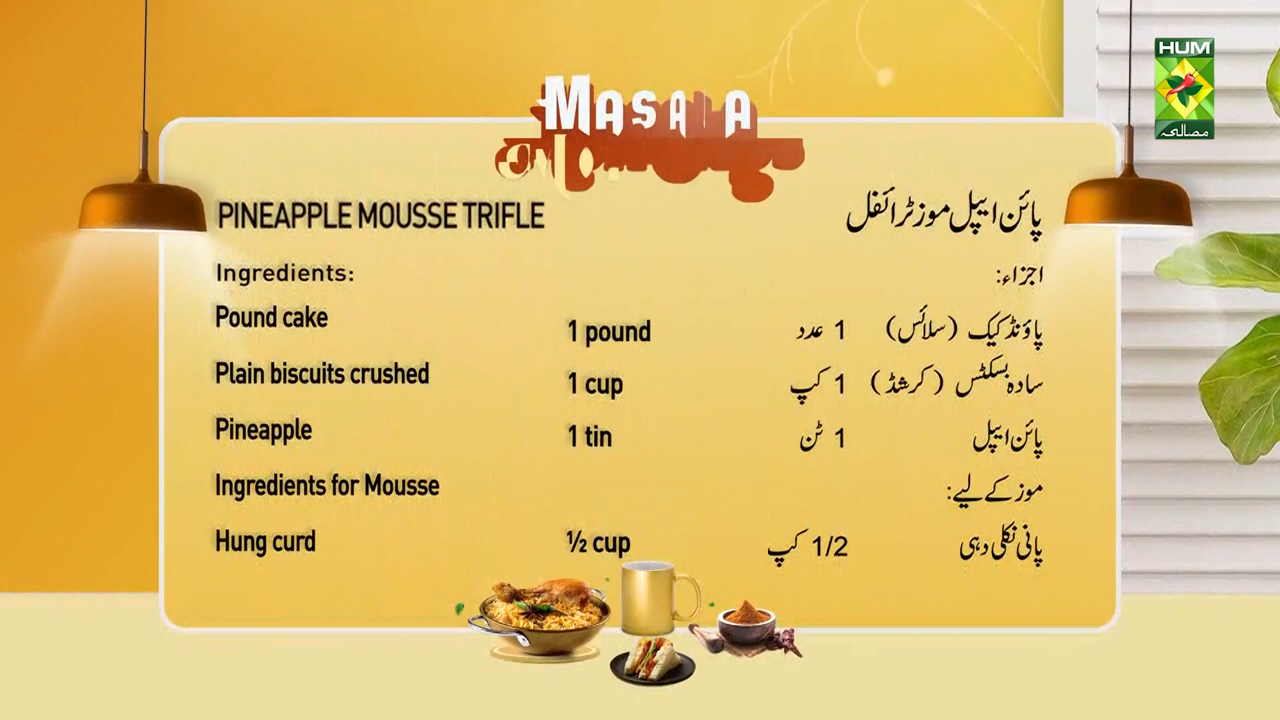 HUM
مصالحہ
MASALA
PINEAPPLE MOUSSE TRIFLE پائن ایپل موز ٹرائفل
Ingredients: اجزاء:
Pound cake 1 pound پاؤنڈ کیک (سلائس) 1 عدد
Plain biscuits crushed 1 cup سادہ بسکٹس (کرشڈ) 1 کپ
Pineapple 1 tin پائن ایپل 1 ٹن
Ingredients for Mousse موز کے لیے:
Hung curd ½ cup پانی نکلی دہی 1/2 کپ